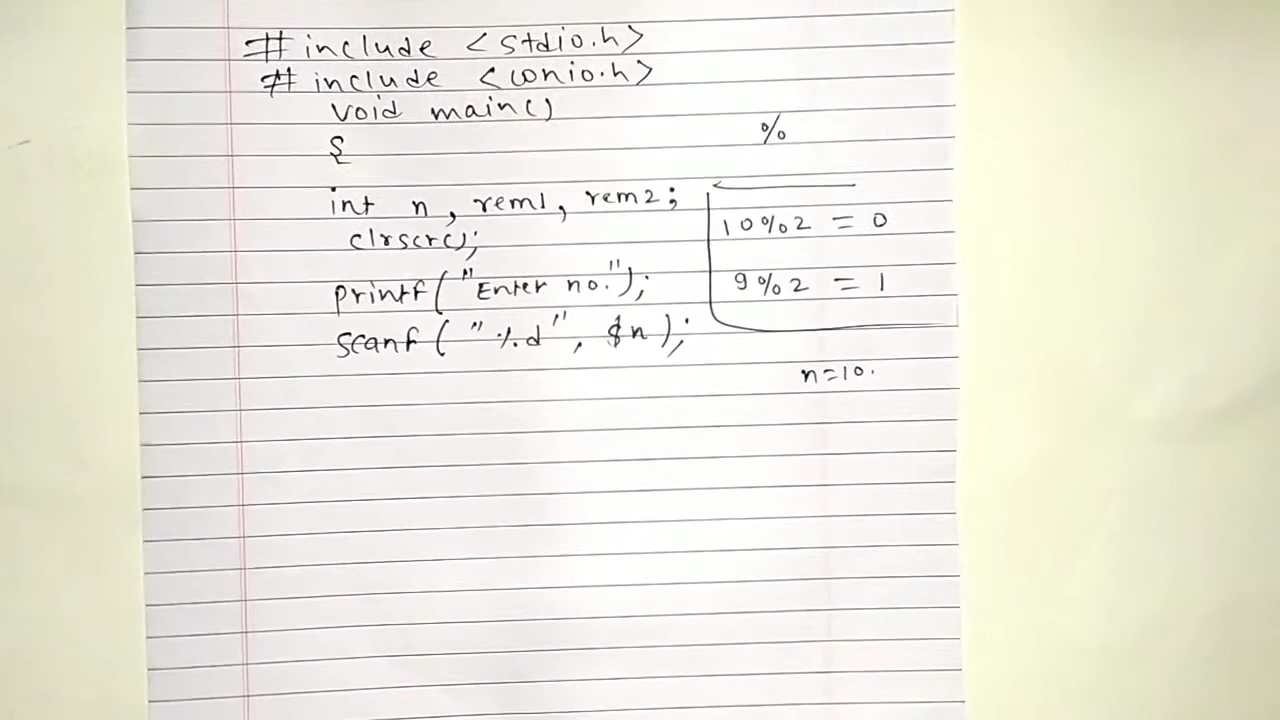 #include <stdio.h>
#include <conio.h>
void main()
{
int n, rem1, rem2;
clrscr();
printf("Enter no.");
scanf("%d", &n);
%
10%2 = 0
9%2 = 1
n=10.